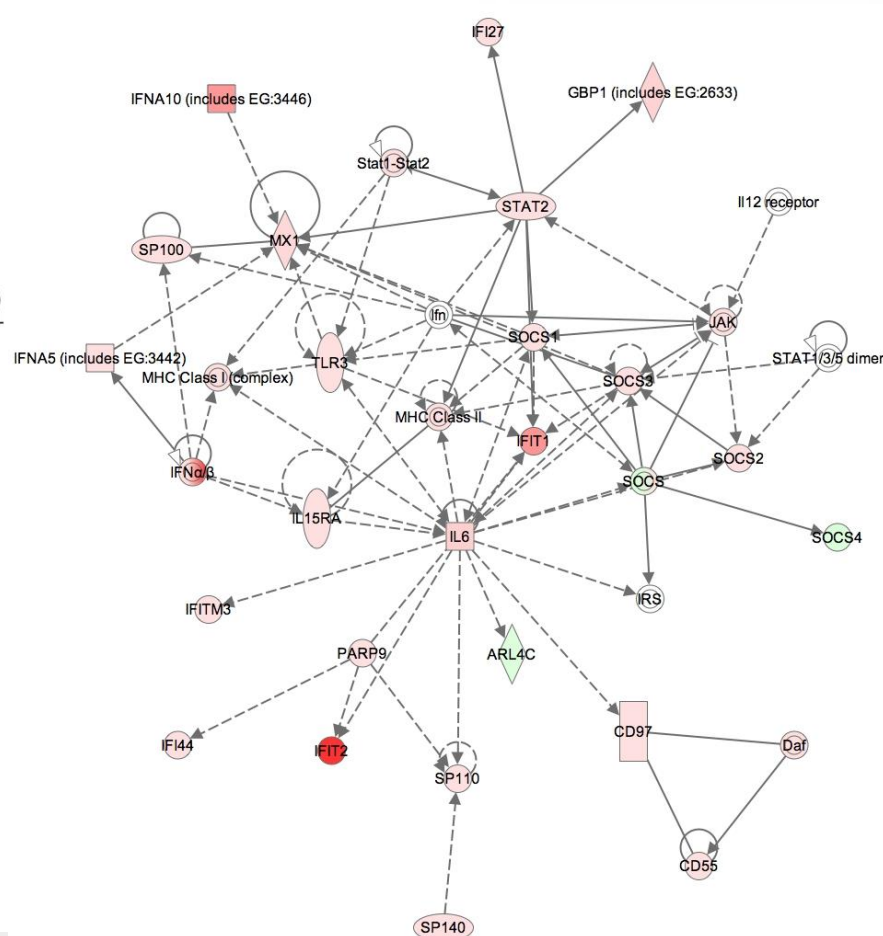 IFI27
IFNA10 (includes EG:3446)
GBP1 (includes EG:2633)
Stat1-Stat2
Il12 receptor
STAT2
MX1
SP100
Ifn
JAK
SOCS1
IFNA5 (includes EG:3442)
TLR3
STAT1/3/5 dimer
MHC Class I (complex)
SOCS3
MHC Class II
IFIT1
SOCS2
IFNα/β
SOCS
IL15RA
IL6
SOCS4
IRS
IFITM3
PARP9
ARL4C
CD97
IFI44
IFIT2
Daf
SP110
CD55
SP140